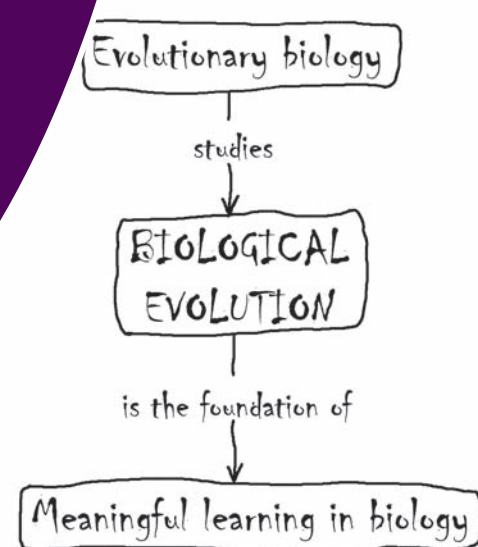 Evolutionary biology
studies
BIOLOGICAL
EVOLUTION
is the foundation of
Meaningful learning in biology